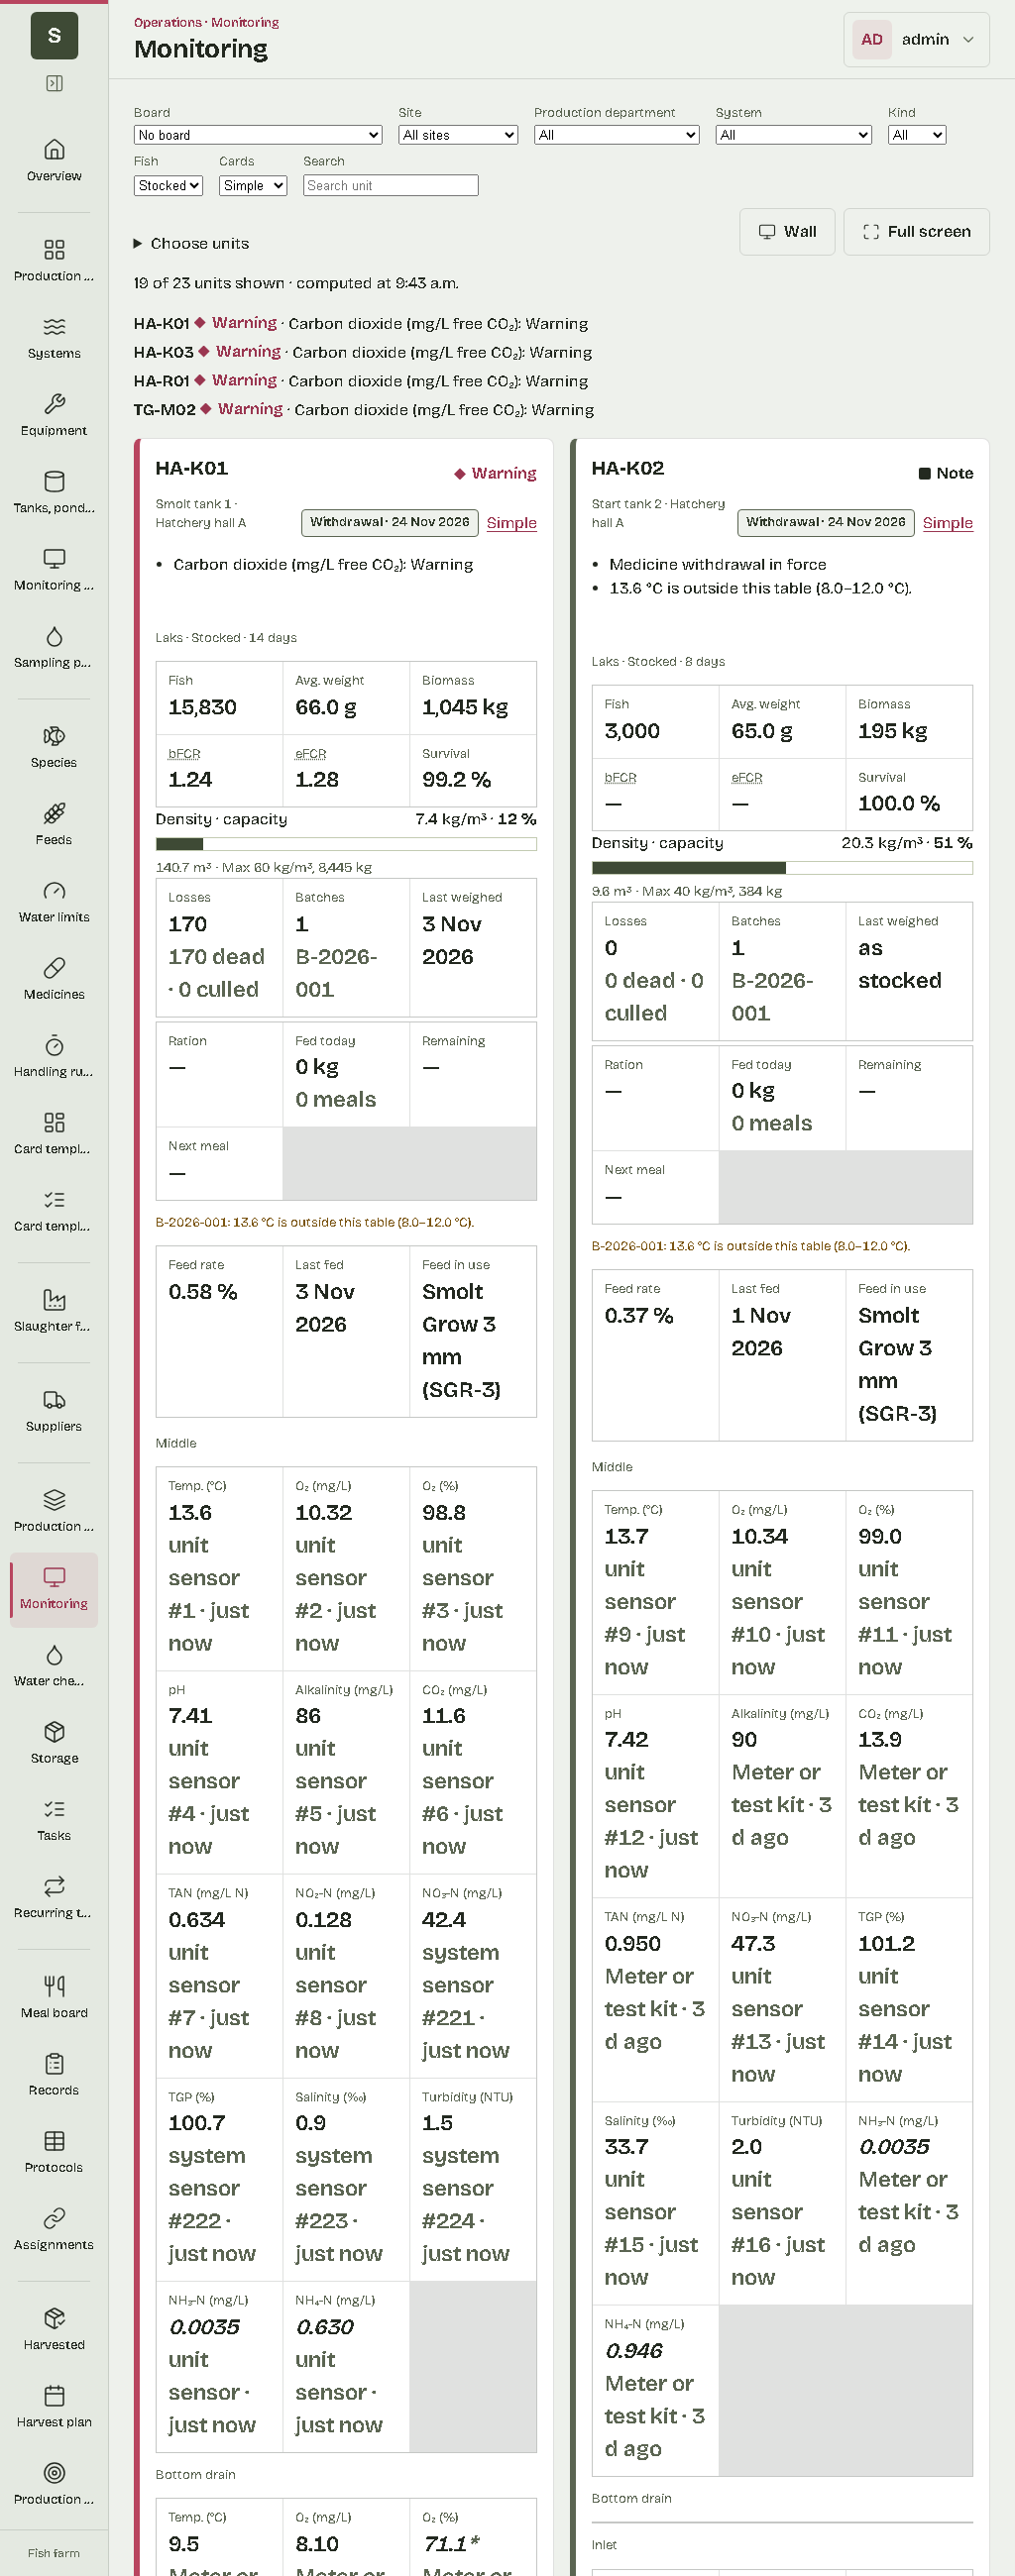 S
Operations · Monitoring
Monitoring
AD admin
Overview
Production ...
Systems
Equipment
Tanks, pond...
Monitoring ...
Sampling p...
Species
Feeds
Water limits
Medicines
Handling ru...
Card templ...
Card templ...
Slaughter f...
Suppliers
Production ...
Monitoring
Water che...
Storage
Tasks
Recurring t...
Meal board
Records
Protocols
Assignments
Harvested
Harvest plan
Production ...
Fish farm
Board Site Production department System Kind
No board All sites All All All
Fish Cards Search
Stocked Simple Search unit
Choose units
Wall Full screen
19 of 23 units shown · computed at 9:43 a.m.
HA-K01 ◆ Warning · Carbon dioxide (mg/L free CO₂): Warning
HA-K03 ◆ Warning · Carbon dioxide (mg/L free CO₂): Warning
HA-R01 ◆ Warning · Carbon dioxide (mg/L free CO₂): Warning
TG-M02 ◆ Warning · Carbon dioxide (mg/L free CO₂): Warning
HA-K01 ◆ Warning
Smolt tank 1 ·
Hatchery hall A
Withdrawal · 24 Nov 2026 Simple
• Carbon dioxide (mg/L free CO₂): Warning
Laks · Stocked · 14 days
Fish Avg. weight Biomass
15,830 66.0 g 1,045 kg
bFCR eFCR Survival
1.24 1.28 99.2 %
Density · capacity 7.4 kg/m³ · 12 %
140.7 m³ · Max 60 kg/m³, 8,445 kg
Losses Batches Last weighed
170 1 3 Nov
170 dead B-2026- 2026
· 0 culled 001
Ration Fed today Remaining
— 0 kg —
0 meals
Next meal
—
B-2026-001: 13.6 °C is outside this table (8.0–12.0 °C).
Feed rate Last fed Feed in use
0.58 % 3 Nov Smolt
2026 Grow 3
mm
(SGR-3)
Middle
Temp. (°C) O₂ (mg/L) O₂ (%)
13.6 10.32 98.8
unit unit unit
sensor sensor sensor
#1 · just #2 · just #3 · just
now now now
pH Alkalinity (mg/L) CO₂ (mg/L)
7.41 86 11.6
unit unit unit
sensor sensor sensor
#4 · just #5 · just #6 · just
now now now
TAN (mg/L N) NO₂-N (mg/L) NO₃-N (mg/L)
0.634 0.128 42.4
unit unit system
sensor sensor sensor
#7 · just #8 · just #221 ·
now now just now
TGP (%) Salinity (‰) Turbidity (NTU)
100.7 0.9 1.5
system system system
sensor sensor sensor
#222 · #223 · #224 ·
just now just now just now
NH₃-N (mg/L) NH₄-N (mg/L)
0.0035 0.630
unit unit
sensor · sensor ·
just now just now
Bottom drain
Temp. (°C) O₂ (mg/L) O₂ (%)
9.5 8.10 71.1*
Meter or Meter or Meter or
HA-K02 ■ Note
Start tank 2 · Hatchery
hall A
Withdrawal · 24 Nov 2026 Simple
• Medicine withdrawal in force
• 13.6 °C is outside this table (8.0–12.0 °C).
Laks · Stocked · 8 days
Fish Avg. weight Biomass
3,000 65.0 g 195 kg
bFCR eFCR Survival
— — 100.0 %
Density · capacity 20.3 kg/m³ · 51 %
9.6 m³ · Max 40 kg/m³, 384 kg
Losses Batches Last weighed
0 1 as
0 dead · 0 B-2026- stocked
culled 001
Ration Fed today Remaining
— 0 kg —
0 meals
Next meal
—
B-2026-001: 13.6 °C is outside this table (8.0–12.0 °C).
Feed rate Last fed Feed in use
0.37 % 1 Nov Smolt
2026 Grow 3
mm
(SGR-3)
Middle
Temp. (°C) O₂ (mg/L) O₂ (%)
13.7 10.34 99.0
unit unit unit
sensor sensor sensor
#9 · just #10 · just #11 · just
now now now
pH Alkalinity (mg/L) CO₂ (mg/L)
7.42 90 13.9
unit Meter or Meter or
sensor test kit · 3 test kit · 3
#12 · just d ago d ago
now
TAN (mg/L N) NO₃-N (mg/L) TGP (%)
0.950 47.3 101.2
Meter or unit unit
test kit · 3 sensor sensor
d ago #13 · just #14 · just
now now
Salinity (‰) Turbidity (NTU) NH₃-N (mg/L)
33.7 2.0 0.0035
unit unit Meter or
sensor sensor test kit · 3
#15 · just #16 · just d ago
now now
NH₄-N (mg/L)
0.946
Meter or
test kit · 3
d ago
Bottom drain
Inlet